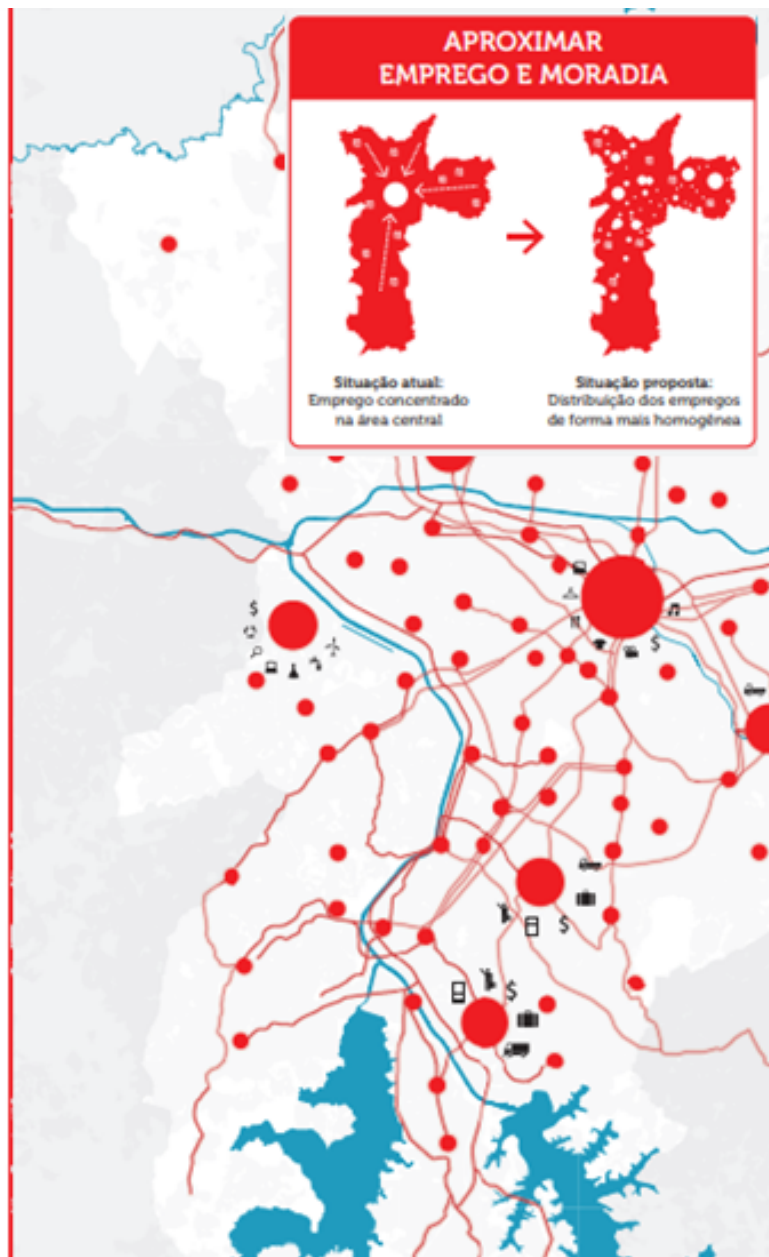 APROXIMAR
EMPREGO E MORADIA
Situação atual:
Emprego concentrado
na área central
Situação proposta:
Distribuição dos empregos
de forma mais homogênea
$
$
$
$